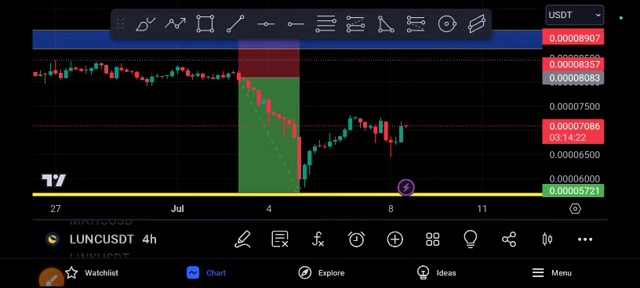 USDT
0.00008907
0.00008357
0.00008083
0.00007500
0.00007086
03:14:22
0.00006500
0.00006000
0.00005721
27 Jul 4 8 11
LUNCUSDT 4h
Watchlist Chart Explore Ideas Menu